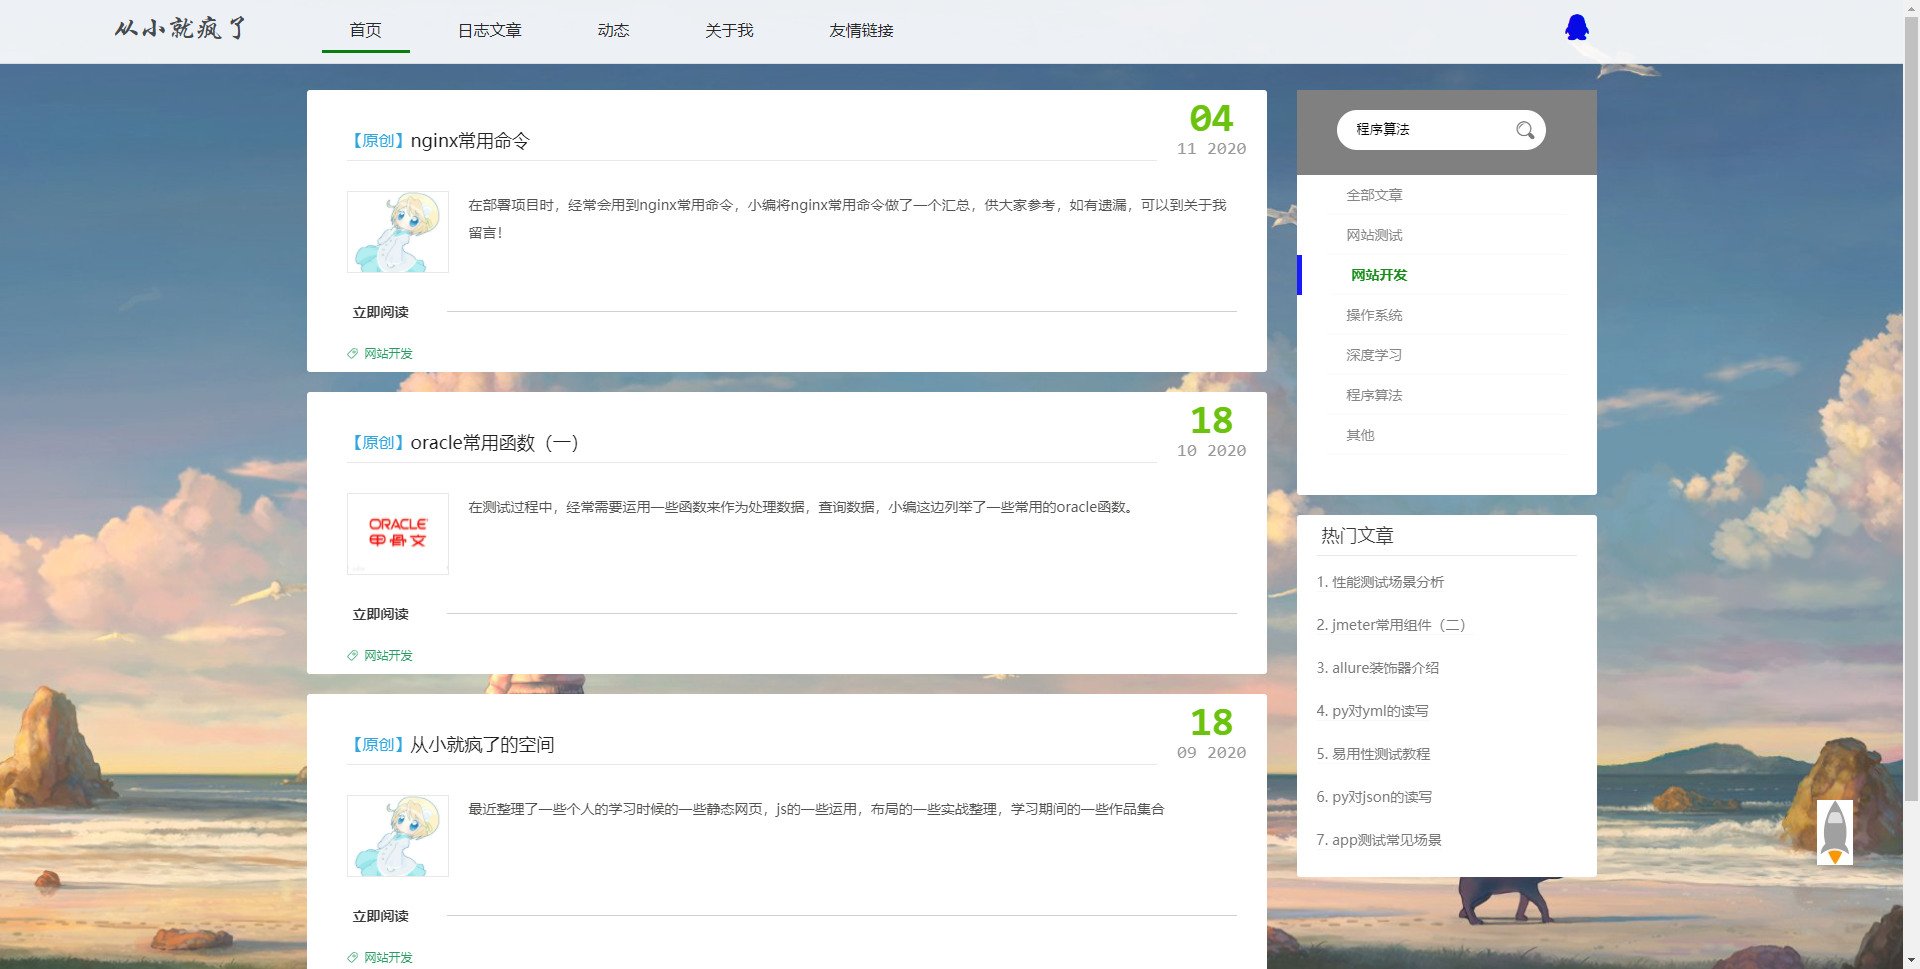 从小就疯了
首页
日志文章
动态
关于我
友情链接
【原创】nginx常用命令
04
11 2020
在部署项目时，经常会用到nginx常用命令，小编将nginx常用命令做了一个汇总，供大家参考，如有遗漏，可以到关于我
留言！
立即阅读
网站开发
【原创】oracle常用函数（一）
18
10 2020
ORACLE
甲骨文
在测试过程中，经常需要运用一些函数来作为处理数据，查询数据，小编这边列举了一些常用的oracle函数。
立即阅读
网站开发
【原创】从小就疯了的空间
18
09 2020
最近整理了一些个人的学习时候的一些静态网页，js的一些运用，布局的一些实战整理，学习期间的一些作品集合
立即阅读
网站开发
程序算法
全部文章
网站测试
网站开发
操作系统
深度学习
程序算法
其他
热门文章
1. 性能测试场景分析
2. jmeter常用组件（二）
3. allure装饰器介绍
4. py对yml的读写
5. 易用性测试教程
6. py对json的读写
7. app测试常见场景